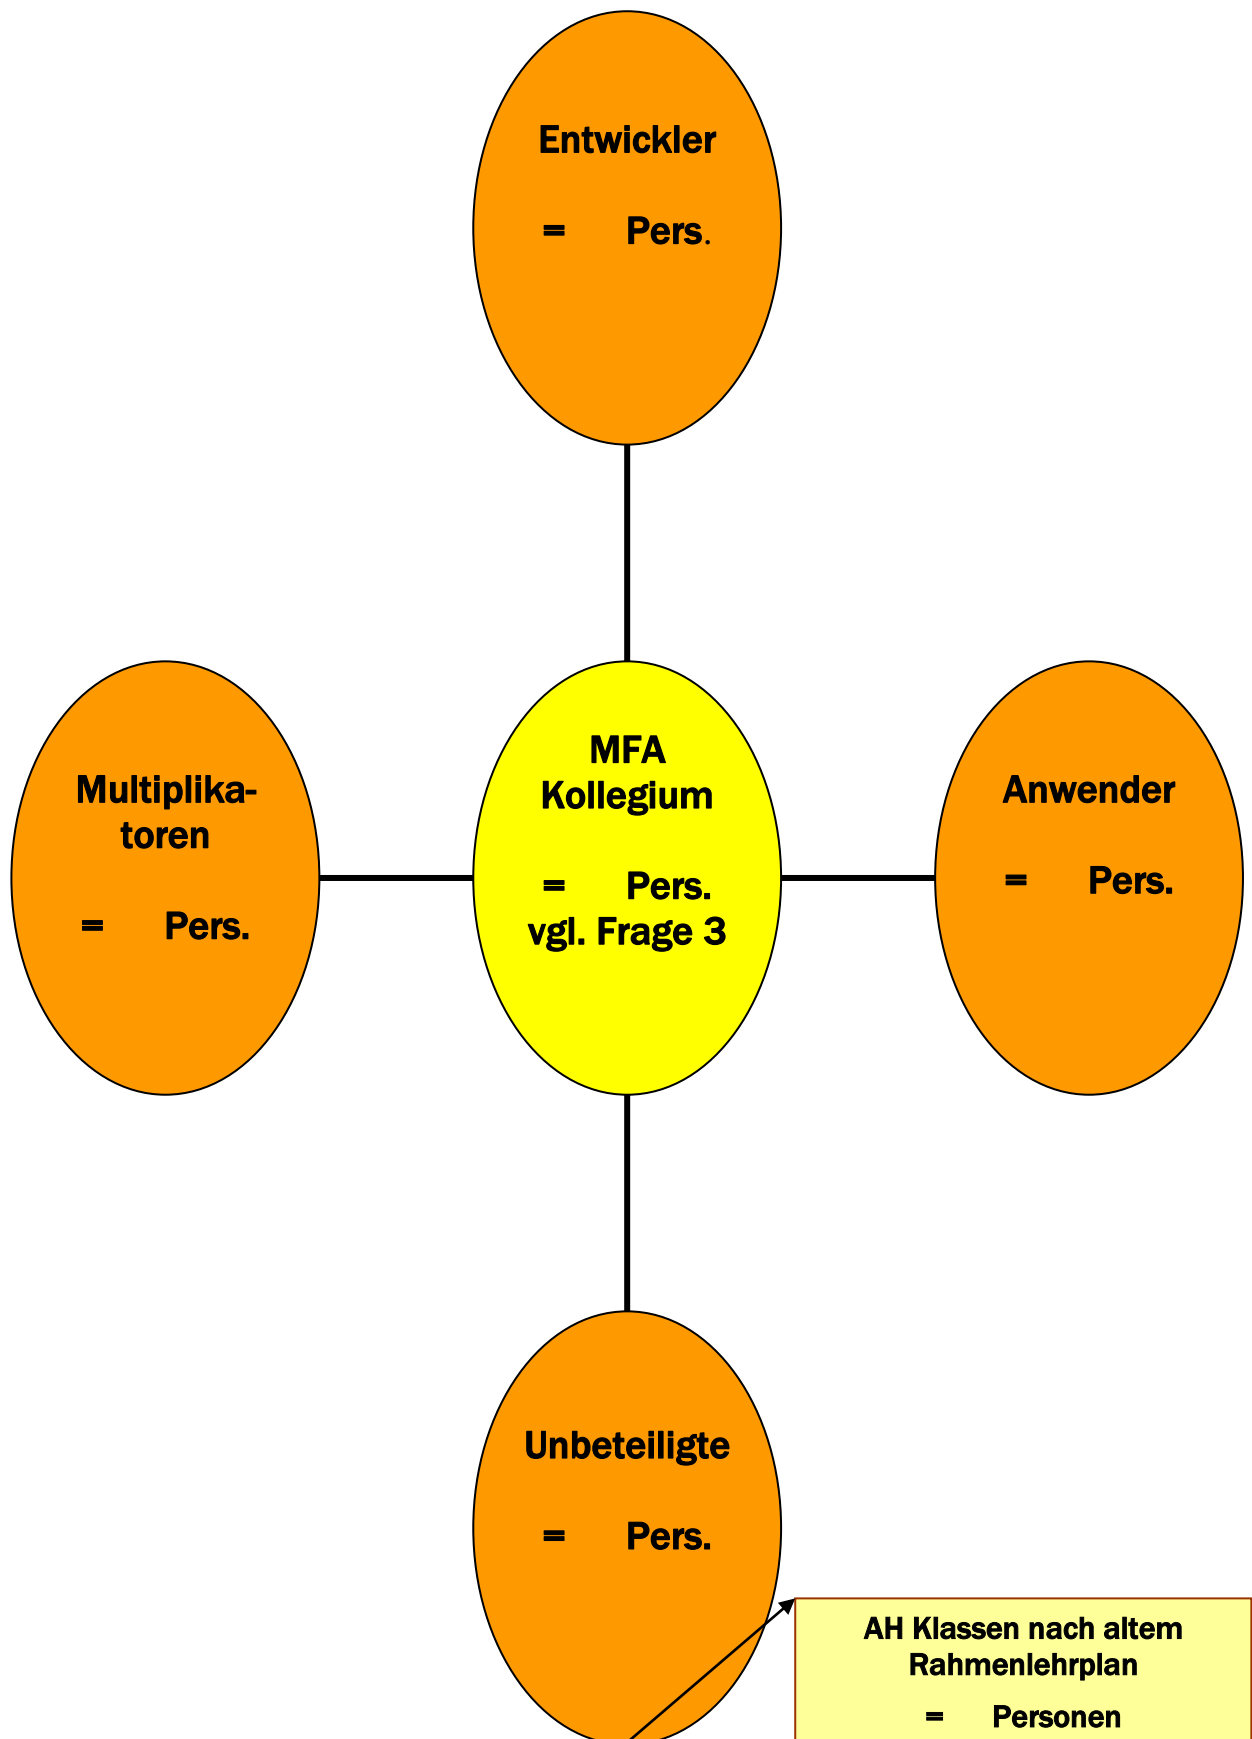 Entwickler
= Pers.
Multiplika-
toren
= Pers.
MFA
Kollegium
= Pers.
vgl. Frage 3
Anwender
= Pers.
Unbeteiligte
= Pers.
AH Klassen nach altem
Rahmenlehrplan
= Personen